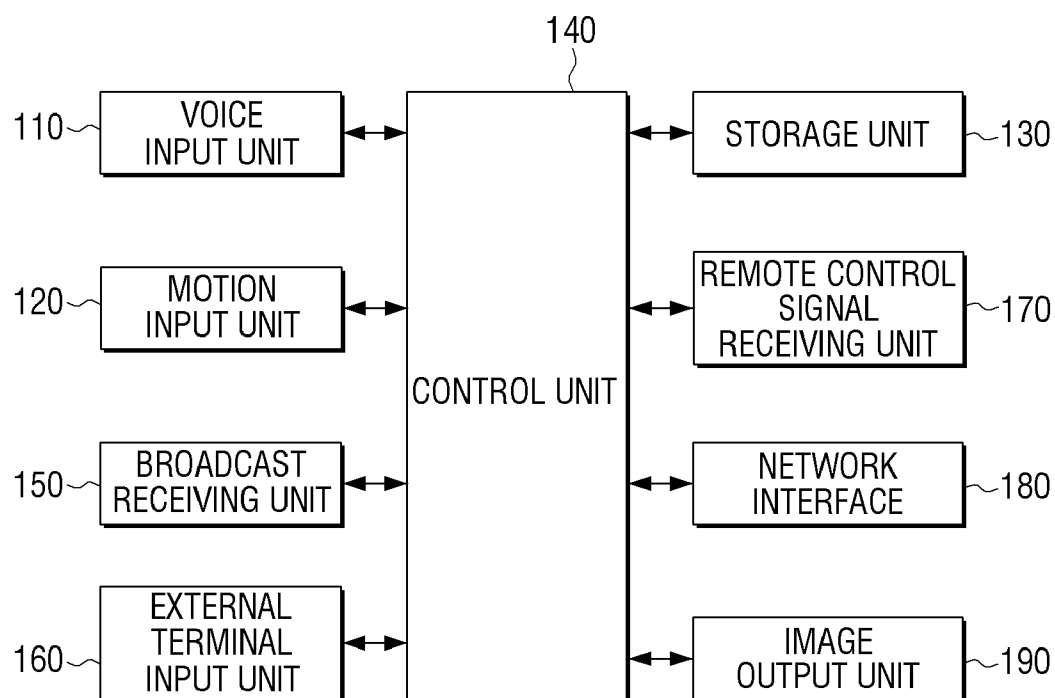 140
110
VOICE
INPUT UNIT
STORAGE UNIT
130
120
MOTION
INPUT UNIT
REMOTE CONTROL
SIGNAL
RECEIVING UNIT
170
CONTROL UNIT
150
BROADCAST
RECEIVING UNIT
NETWORK
INTERFACE
180
160
EXTERNAL
TERMINAL
INPUT UNIT
IMAGE
OUTPUT UNIT
190